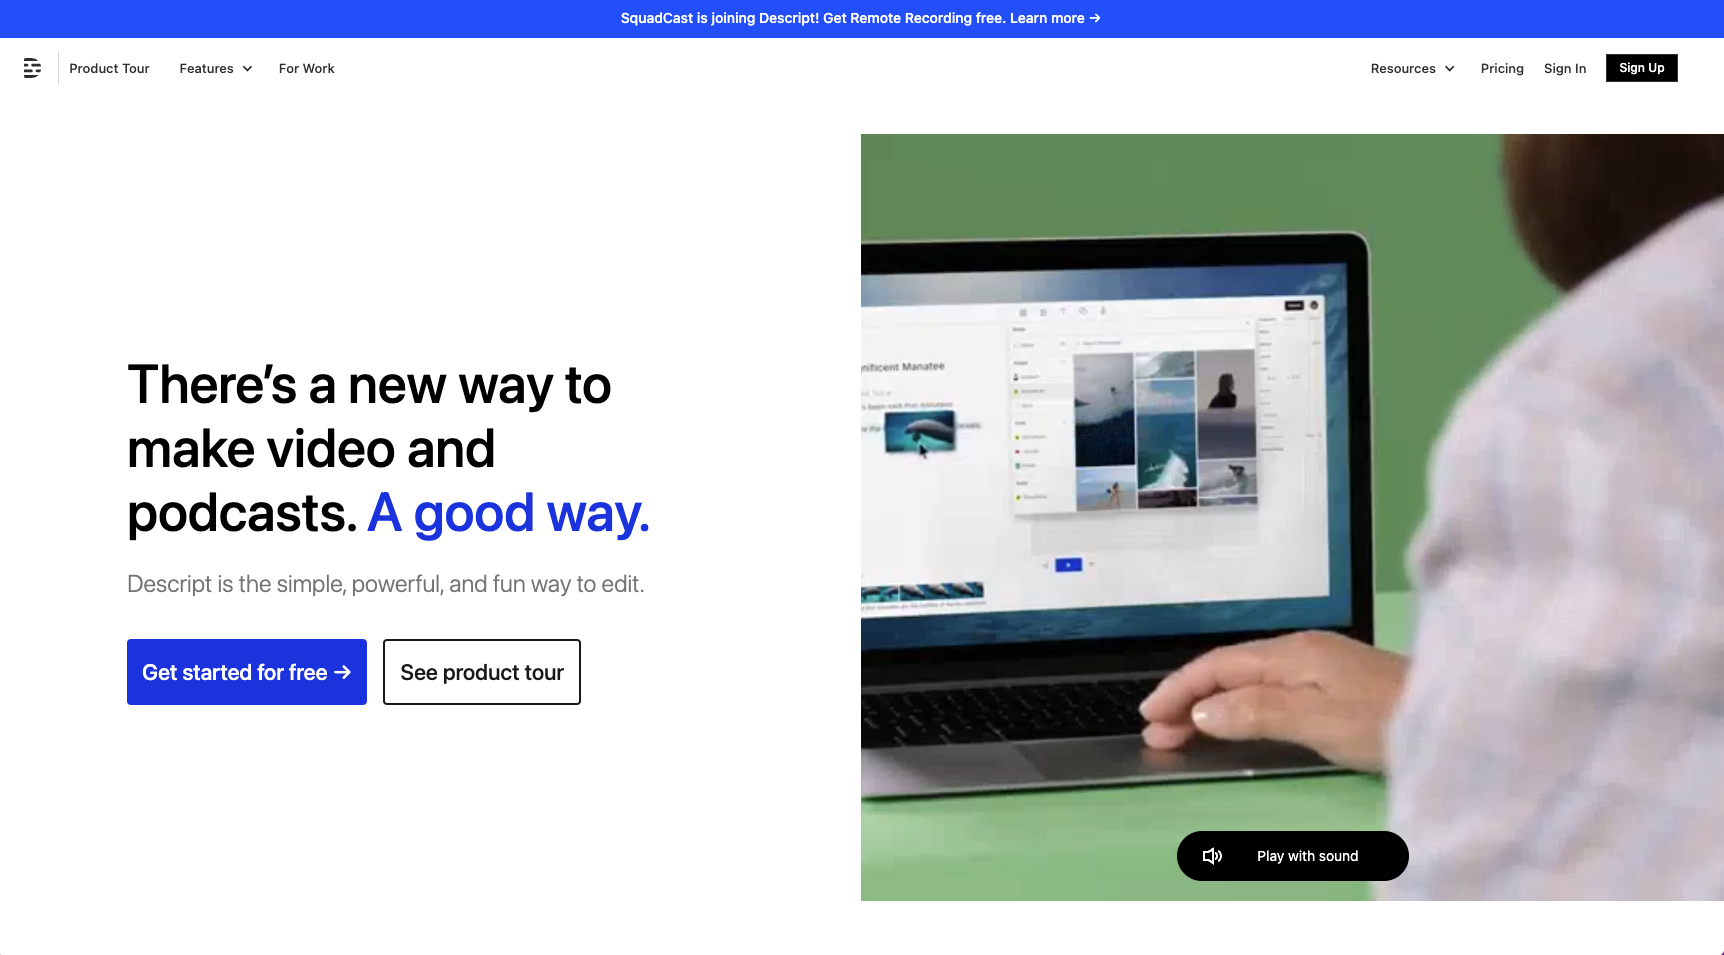 SquadCast is joining Descript! Get Remote Recording free. Learn more →
Product Tour
Features
For Work
Resources
Pricing
Sign In
Sign Up
There’s a new way to
make video and
podcasts. A good way.
Descript is the simple, powerful, and fun way to edit.
Get started for free →
See product tour
nificent Manatee
Play with sound